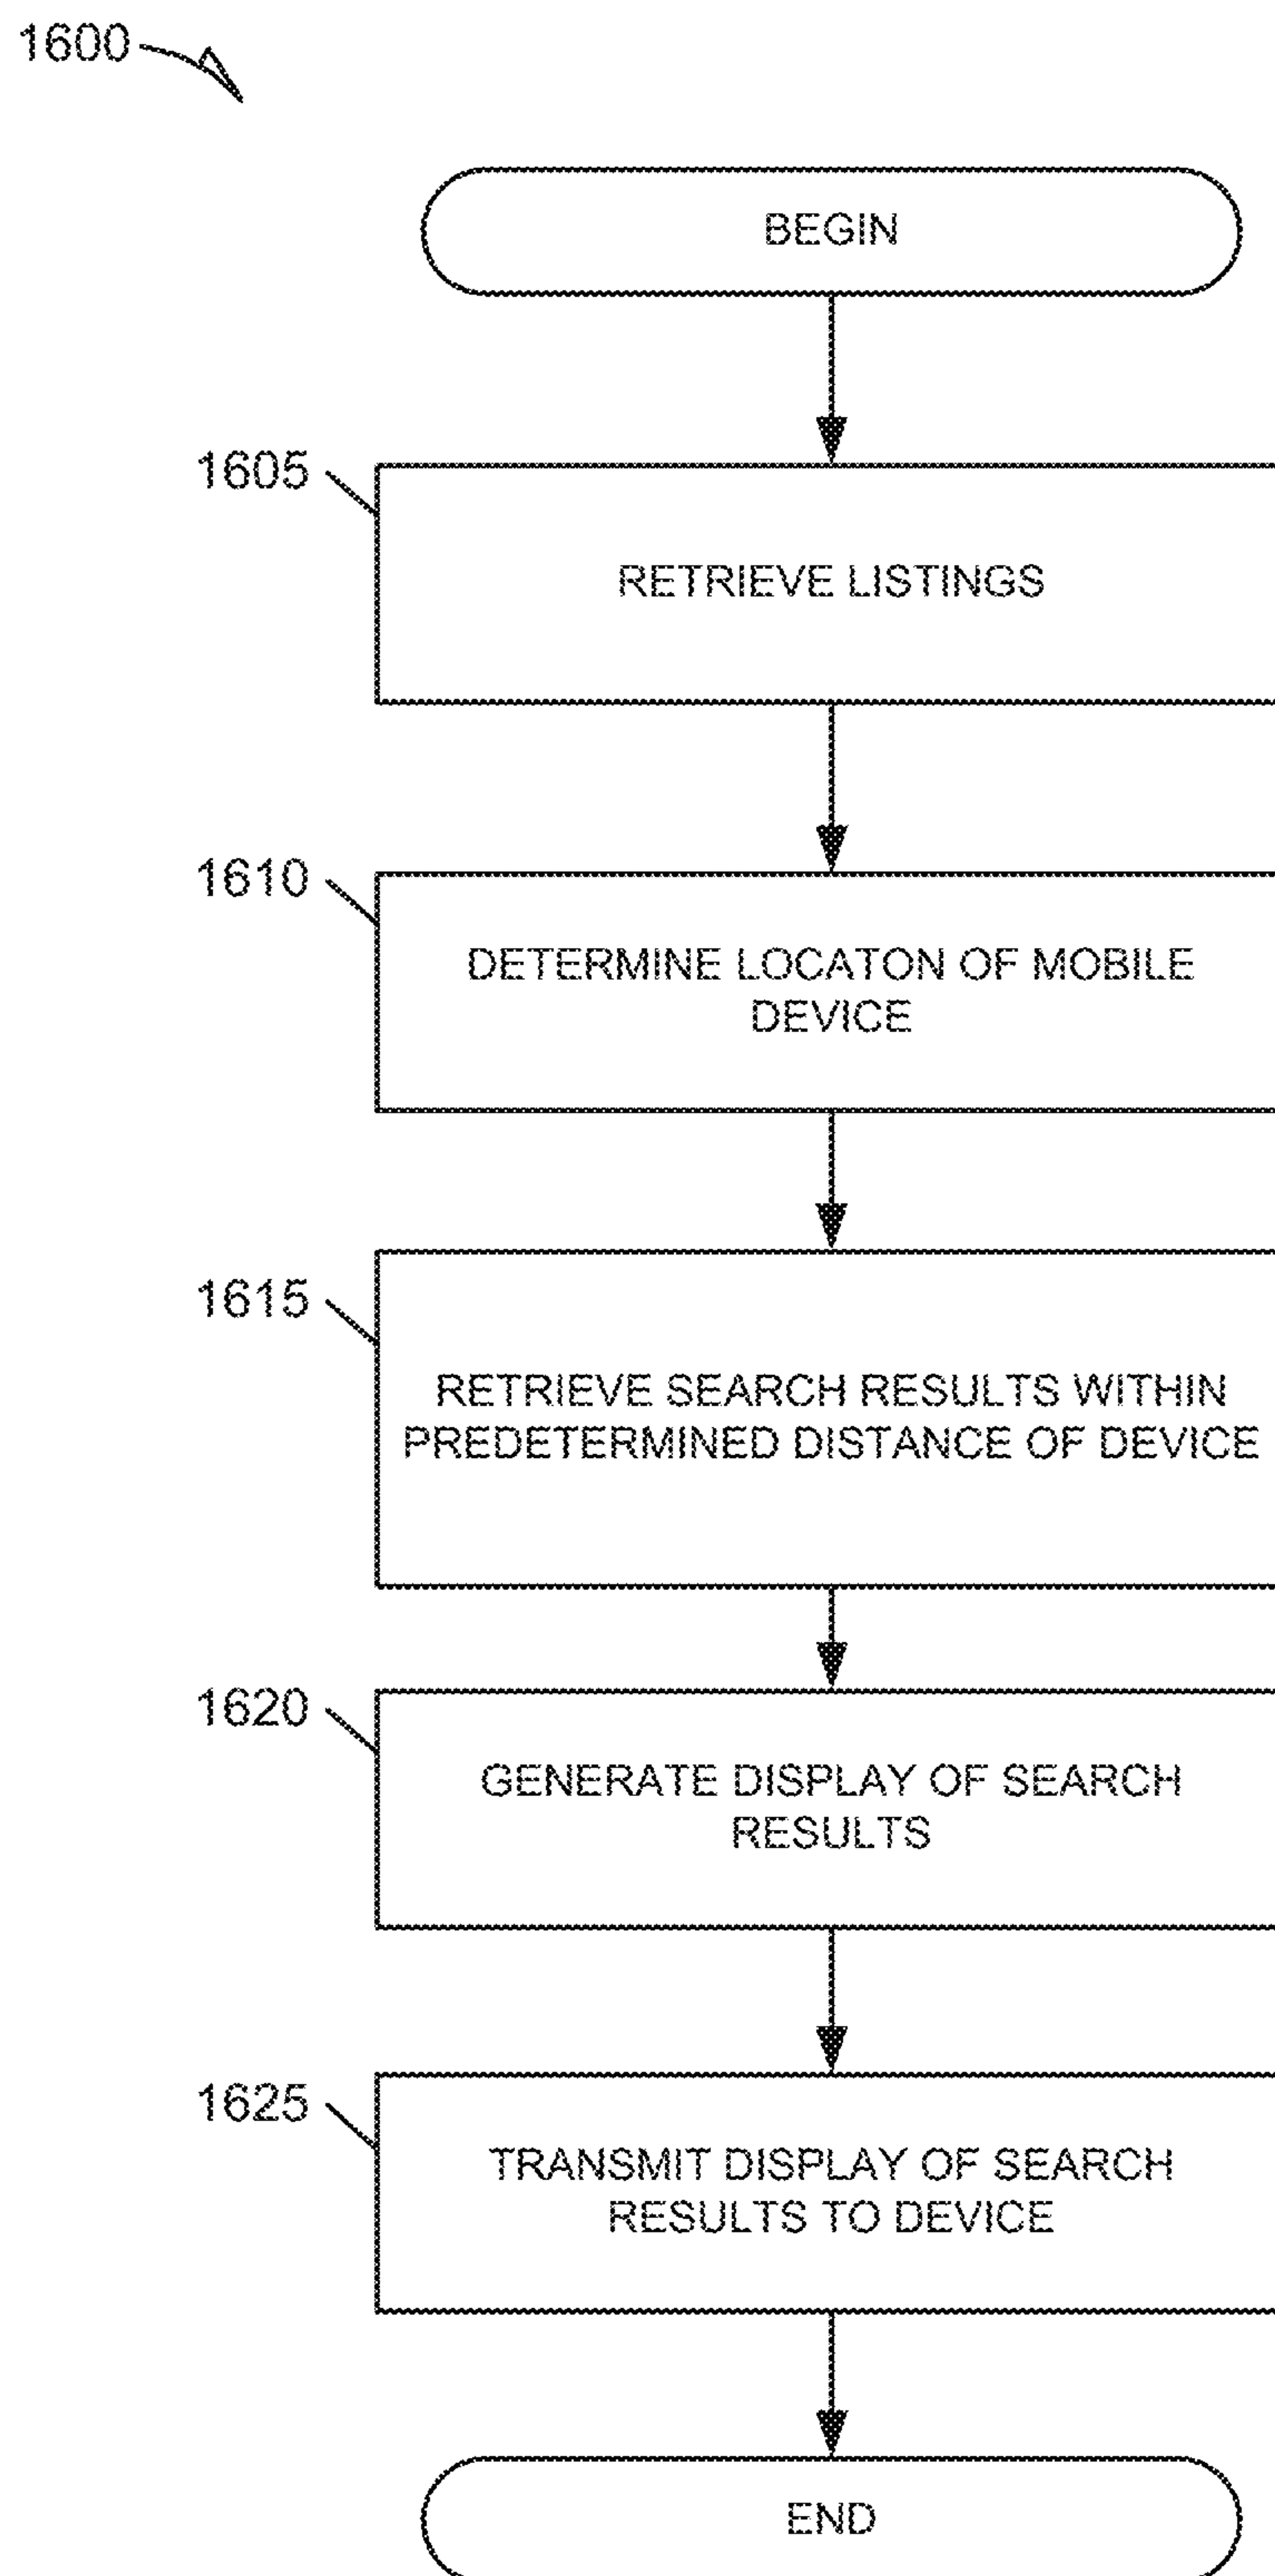 1600
BEGIN
1605
RETRIEVE LISTINGS
1610
DETERMINE LOCATON OF MOBILE
DEVICE
1615
RETRIEVE SEARCH RESULTS WITHIN
PREDETERMINED DISTANCE OF DEVICE
1620
GENERATE DISPLAY OF SEARCH
RESULTS
1625
TRANSMIT DISPLAY OF SEARCH
RESULTS TO DEVICE
END